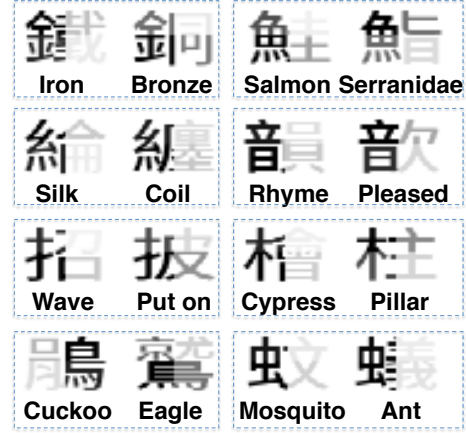 鐵 銅 鮭 鮨
Iron Bronze Salmon Serranidae
綸 纏 韻 歆
Silk Coil Rhyme Pleased
招 披 檜 柱
Wave Put on Cypress Pillar
鵑 鷲 蚊 蟻
Cuckoo Eagle Mosquito Ant